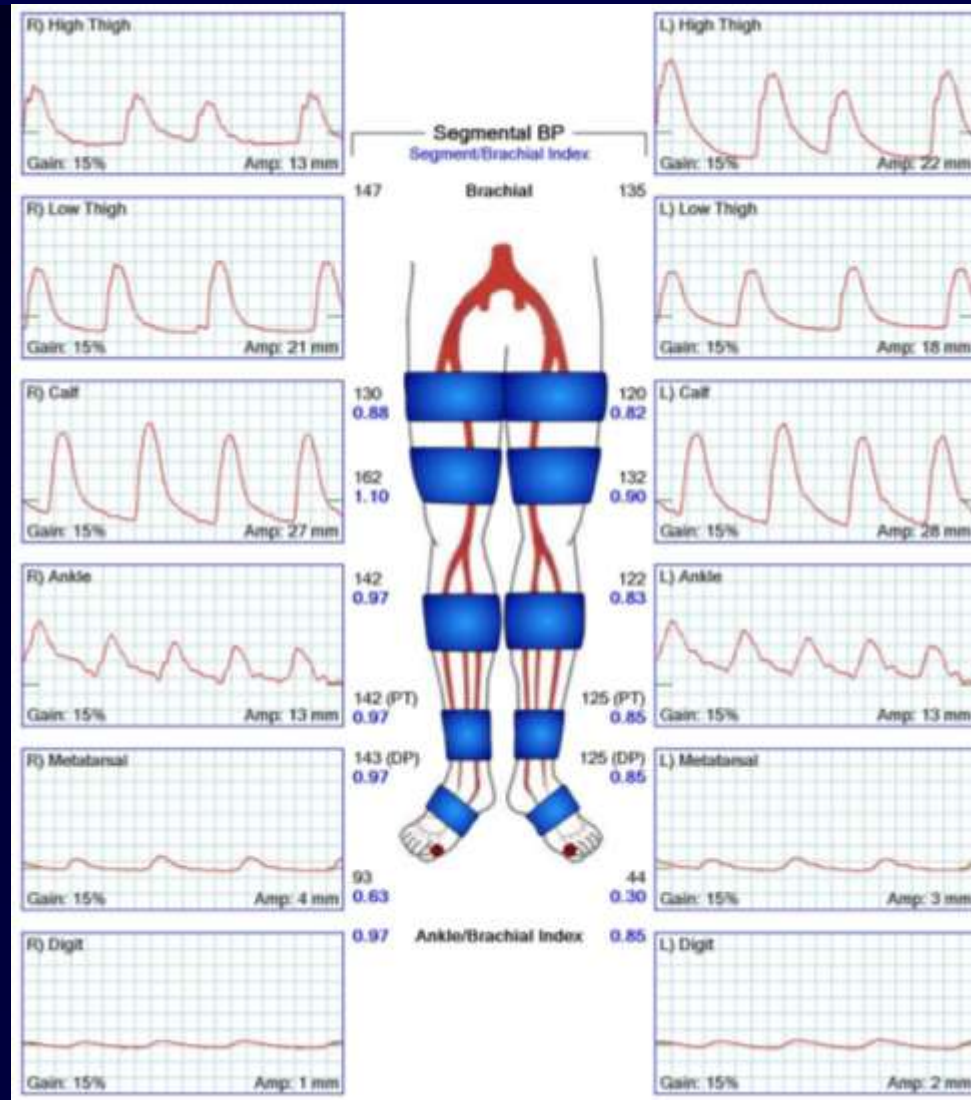 R) High Thigh
Gain: 15% Amp: 13 mm
R) Low Thigh
Gain: 15% Amp: 21 mm
R) Calf
Gain: 15% Amp: 27 mm
R) Ankle
Gain: 15% Amp: 13 mm
R) Metatarsal
Gain: 15% Amp: 4 mm
R) Digit
Gain: 15% Amp: 1 mm
Segmental BP
Segment/Brachial Index
147 Brachial 135
130 120
0.88 0.82
162 132
1.10 0.90
142 122
0.97 0.83
142 (PT) 125 (PT)
0.97 0.85
143 (DP) 125 (DP)
0.97 0.85
93 44
0.63 0.30
0.97 Ankle/Brachial Index 0.85
L) High Thigh
Gain: 15% Amp: 22 mm
L) Low Thigh
Gain: 15% Amp: 18 mm
L) Calf
Gain: 15% Amp: 28 mm
L) Ankle
Gain: 15% Amp: 13 mm
L) Metatarsal
Gain: 15% Amp: 3 mm
L) Digit
Gain: 15% Amp: 2 mm